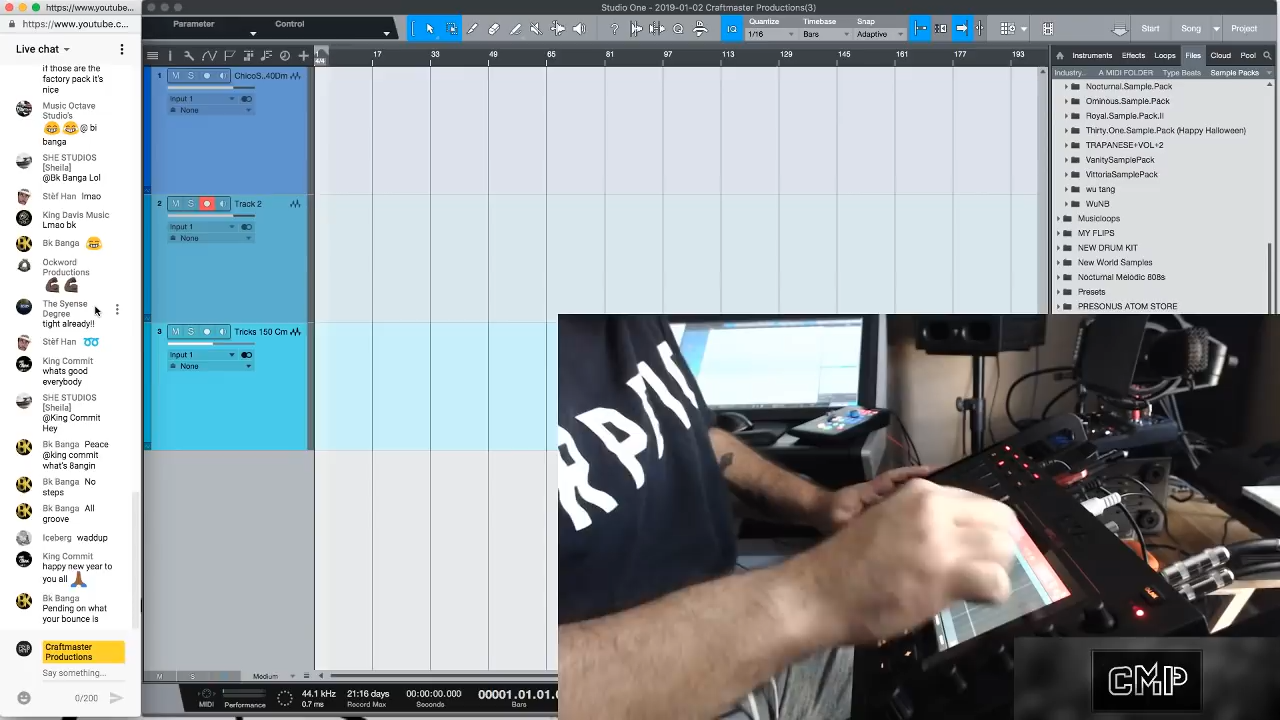 https://www.youtube...
https://www.youtube.c...
Live chat
if those are the
factory pack it's
nice
Music Octave
Studio's
😂 😂 @ bi
banga
SHE STUDIOS
[Sheila]
@Bk Banga Lol
Stèf Han lmao
King Davis Music
Lmao bk
Bk Banga 😂
Ockword
Productions
💪🏿 💪🏿
The Syense
Degree
tight already!!
Stèf Han ➿
King Commit
whats good
everybody
SHE STUDIOS
[Sheila]
@King Commit
Hey
Bk Banga Peace
@king commit
what's 8angin
Bk Banga No
steps
Bk Banga All
groove
Iceberg waddup
King Commit
happy new year to
you all 🙏🏾
Bk Banga
Pending on what
your bounce is
Craftmaster
Productions
Say something...
0/200
Studio One - 2019-01-02 Craftmaster Productions(3)
Parameter Control
IQ
Quantize
1/16
Timebase
Bars
Snap
Adaptive
Start Song Project
4/4
17 33 49 65 81 97 113 129 145 161 177 193
1 M S ChicoS..40Dm
Input 1
None
2 M S Track 2
Input 1
None
3 M S Tricks 150 Cm
Input 1
None
M S Medium
MIDI
Performance
44.1 kHz
0.7 ms
21:16 days
Record Max
00:00:00.000
Seconds
00001.01.01.0
Bars
Instruments Effects Loops Files Cloud Pool
Industry.. A MIDI FOLDER Type Beats Sample Packs
Nocturnal.Sample.Pack
Ominous.Sample.Pack
Royal.Sample.Pack.II
Thirty.One.Sample.Pack (Happy Halloween)
TRAPANESE+VOL+2
VanitySamplePack
VittoriaSamplePack
wu tang
WuNB
Musicloops
MY FLIPS
NEW DRUM KIT
New World Samples
Nocturnal Melodic 808s
Presets
PRESONUS ATOM STORE
CMP